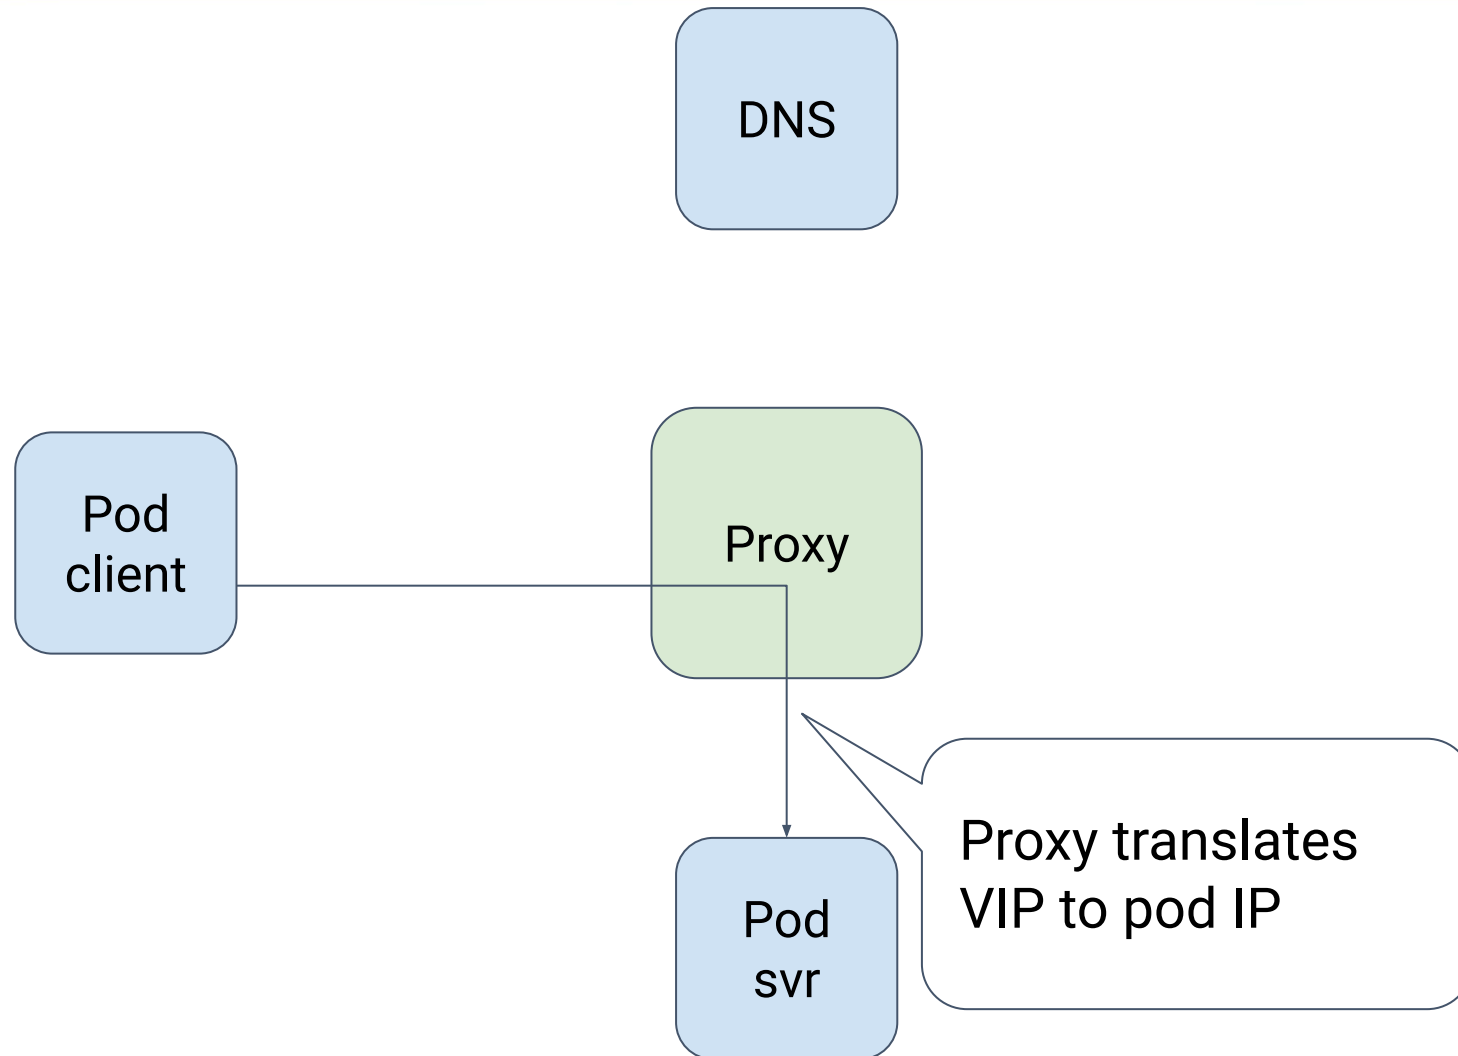 DNS
Pod
client
Proxy
Proxy translates
VIP to pod IP
Pod
svr